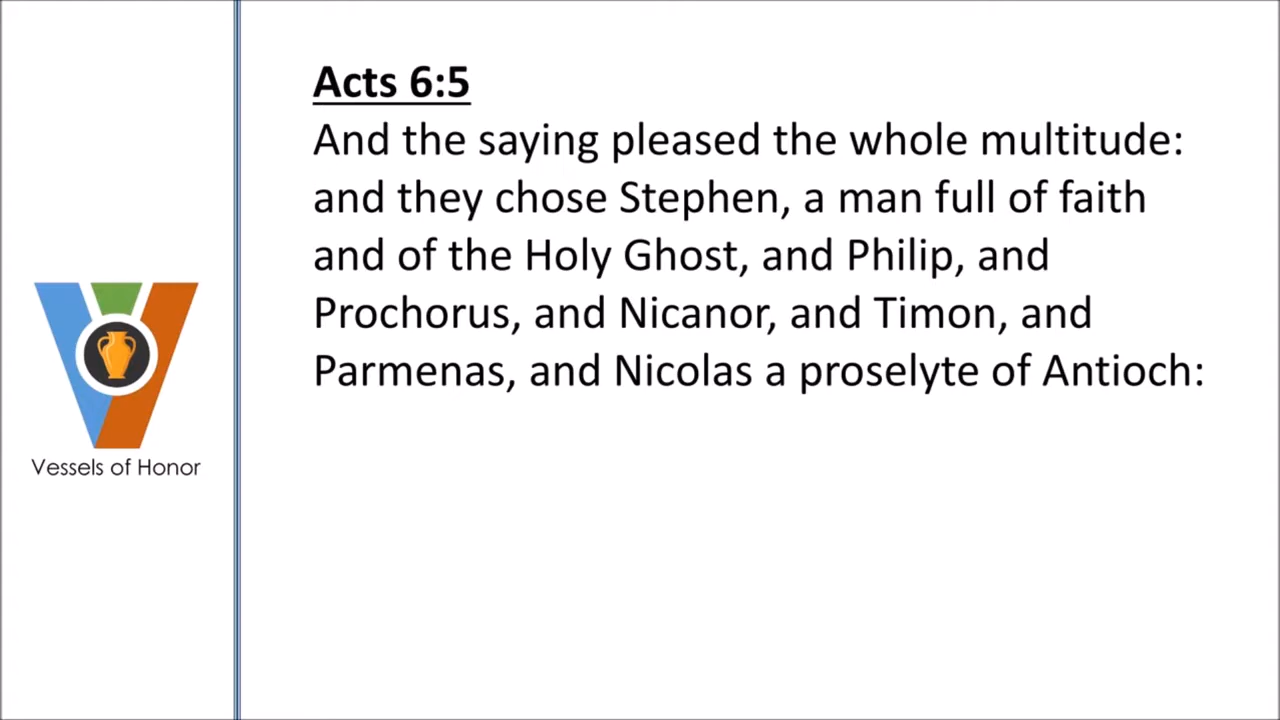 Acts 6:5
And the saying pleased the whole multitude:
and they chose Stephen, a man full of faith
and of the Holy Ghost, and Philip, and
Prochorus, and Nicanor, and Timon, and
Parmenas, and Nicolas a proselyte of Antioch:
Vessels of Honor